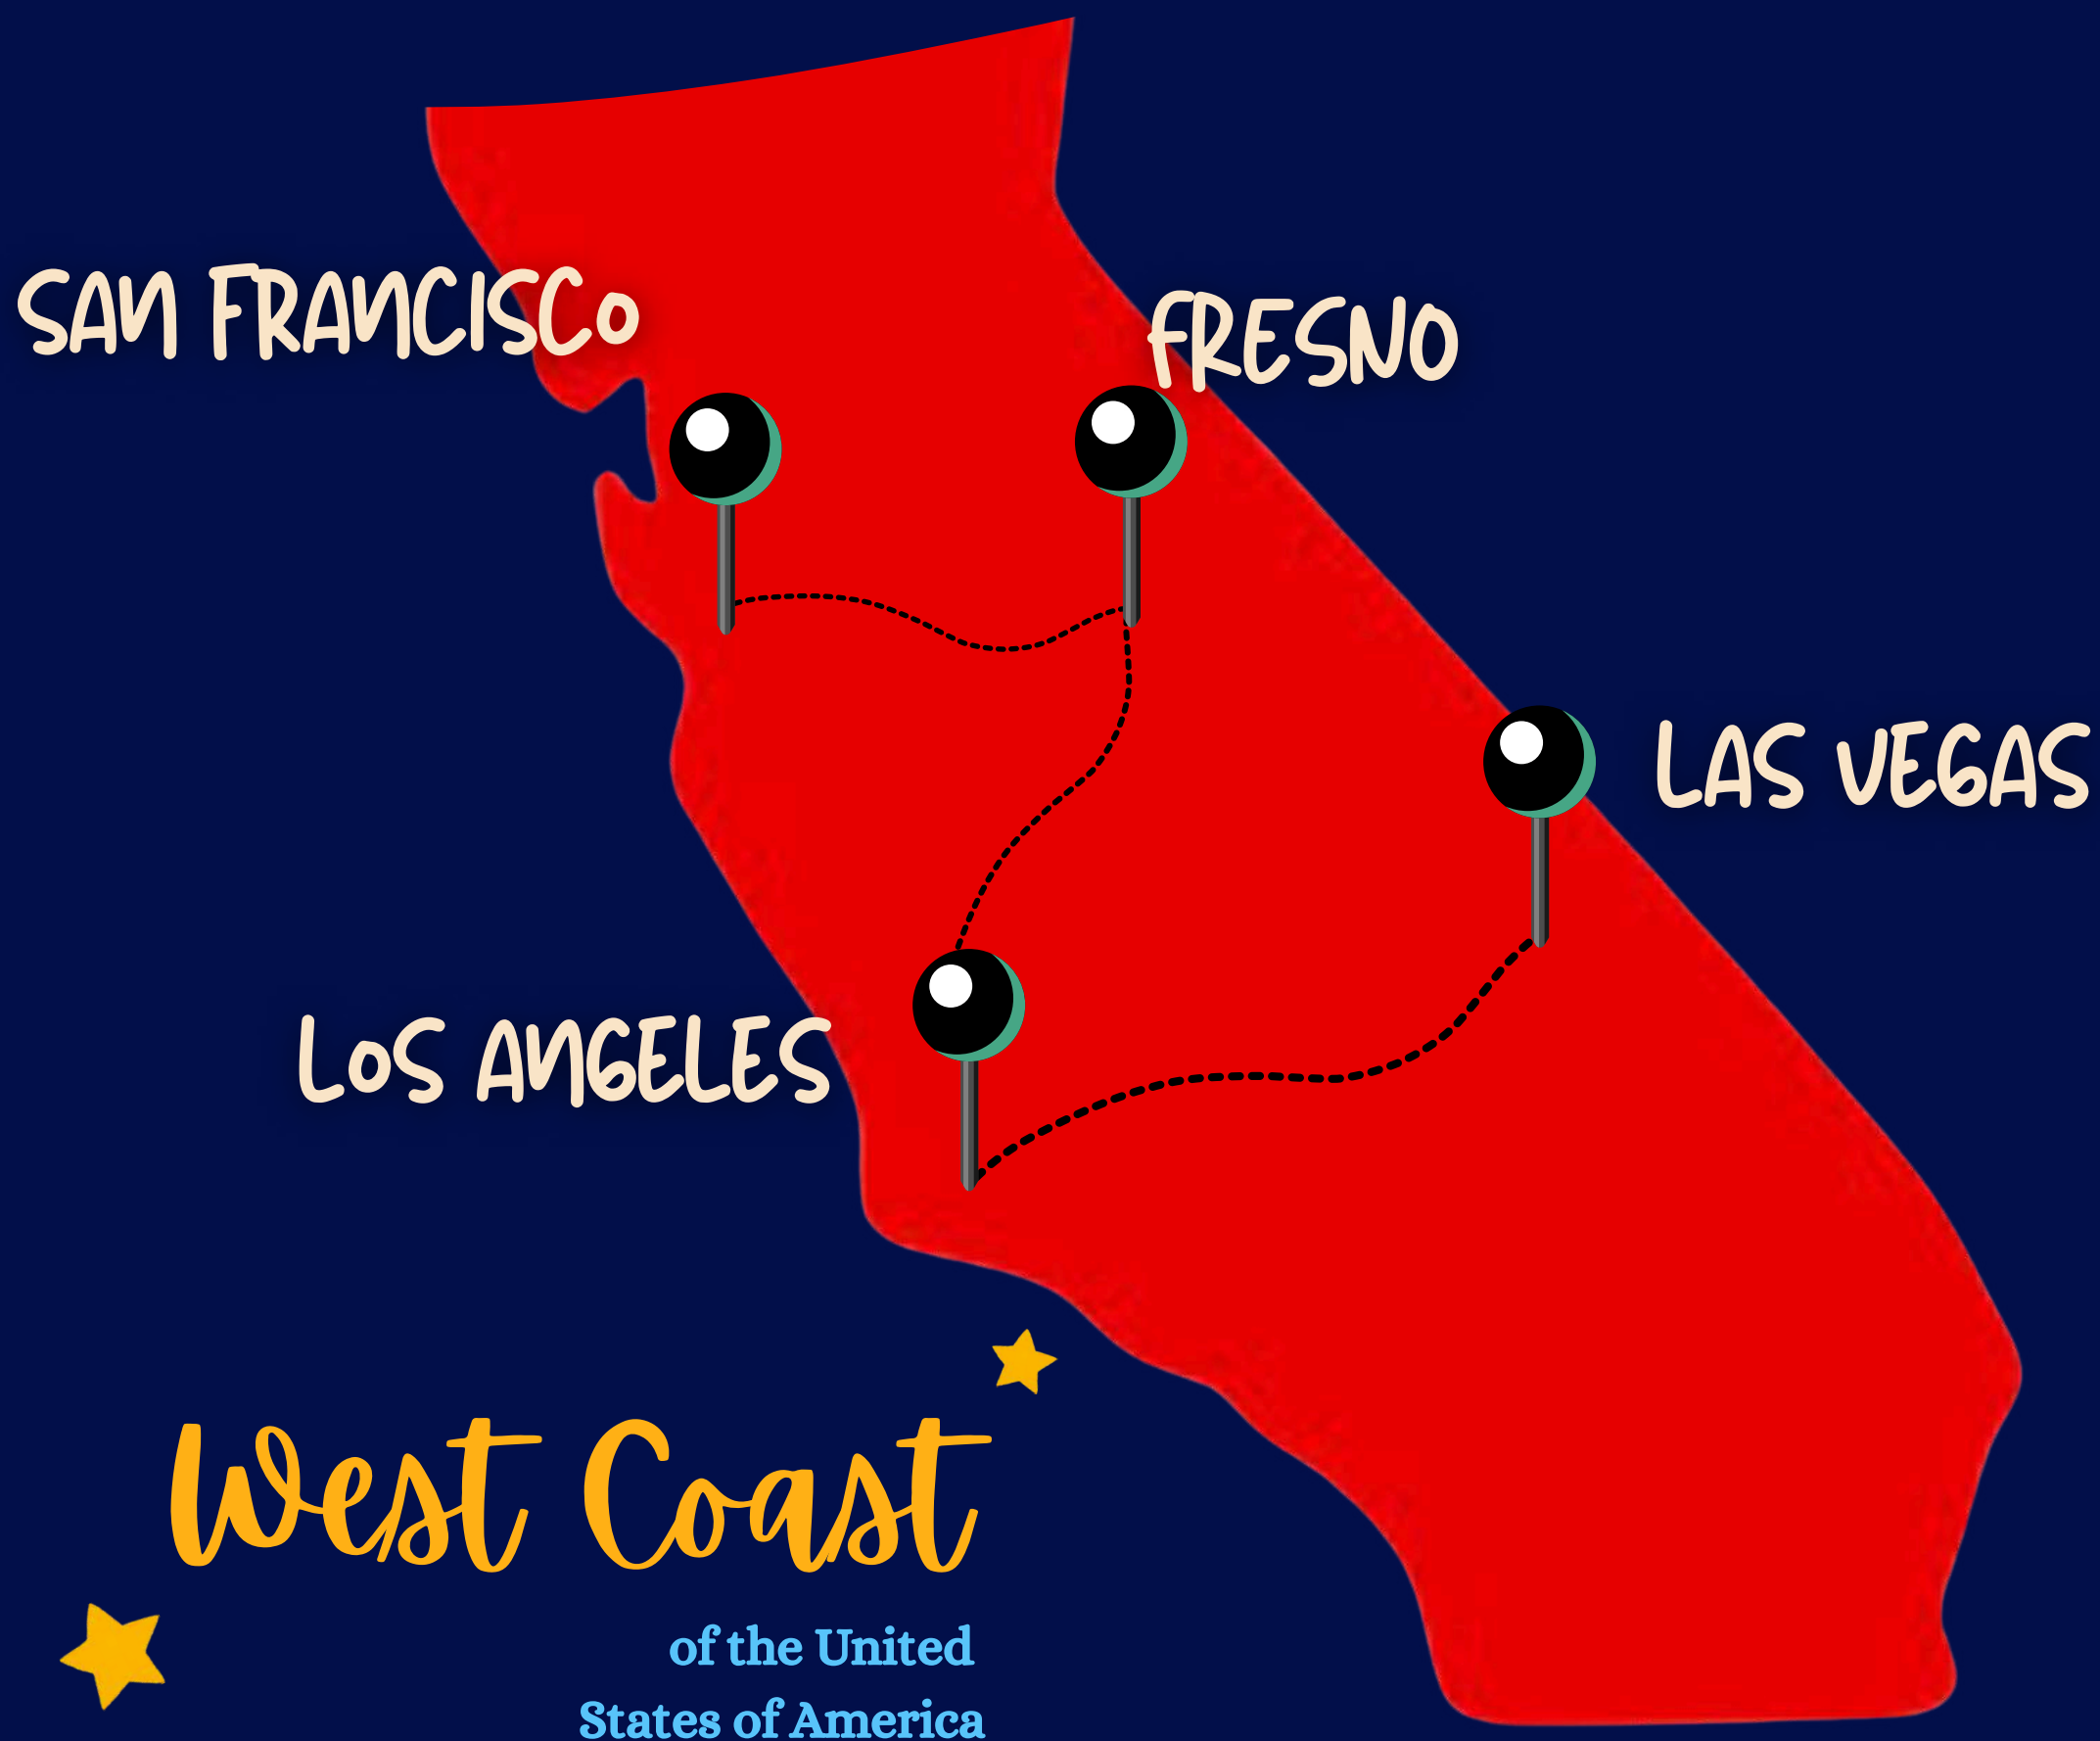 SAN FRANCISCO
FRESNO
LAS VEGAS
LOS ANGELES
West Coast
of the United
States of America